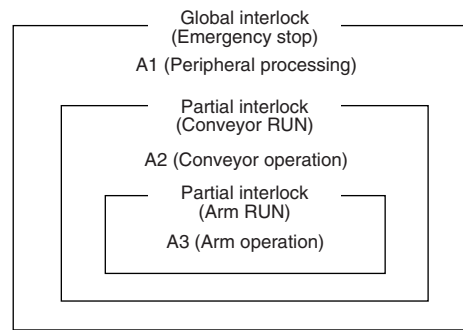 Global interlock
(Emergency stop)
A1 (Peripheral processing)
Partial interlock
(Conveyor RUN)
A2 (Conveyor operation)
Partial interlock
(Arm RUN)
A3 (Arm operation)